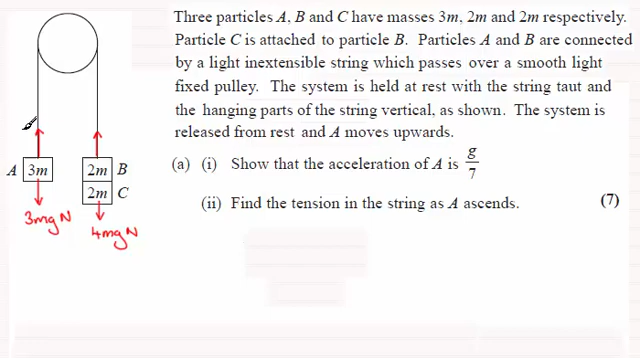 Three particles A, B and C have masses 3m, 2m and 2m respectively.
Particle C is attached to particle B. Particles A and B are connected
by a light inextensible string which passes over a smooth light
fixed pulley. The system is held at rest with the string taut and
the hanging parts of the string vertical, as shown. The system is
released from rest and A moves upwards.
(a) (i) Show that the acceleration of A is g/7
(ii) Find the tension in the string as A ascends. (7)
A 3m 2m B
2m C
3mg N
4mg N